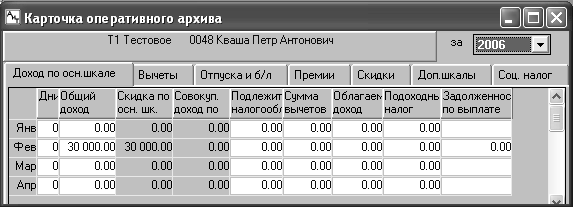 Карточка оперативного архива
Т1 Тестовое 0048 Кваша Петр Антонович за 2006
Доход по осн.шкале Вычеты Отпуска и б/л Премии Скидки Доп.шкалы Соц. налог
Дни Общий доход Скидка по осн. шк. Совокуп. доход по Подлежит налогообл Сумма вычетов Облагаем доход Подоходнь налог Задолженнос по выплате
Янв 0 0.00 0.00 0.00 0.00 0.00 0.00 0.00
Фев 0 30 000.00 30 000.00 0.00 0.00 0.00 0.00 0.00 0.00
Мар 0 0.00 0.00 0.00 0.00 0.00 0.00 0.00
Апр 0 0.00 0.00 0.00 0.00 0.00 0.00 0.00